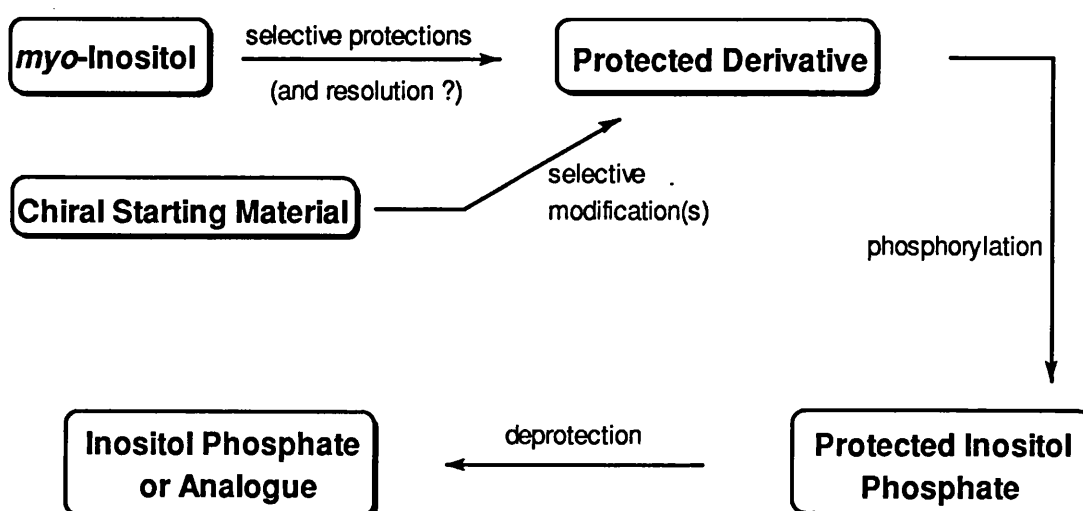 myo-Inositol
selective protections
(and resolution ?)
Protected Derivative
Chiral Starting Material
selective
modification(s)
phosphorylation
Inositol Phosphate
or Analogue
deprotection
Protected Inositol
Phosphate